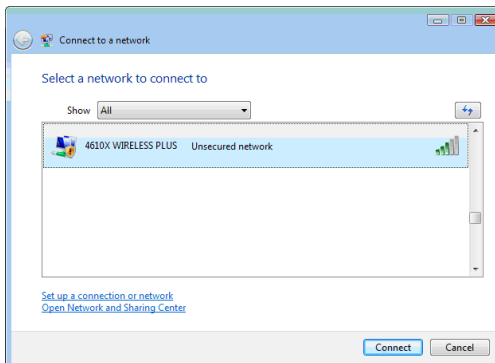 Connect to a network
Select a network to connect to
Show All
4610X WIRELESS PLUS Unsecured network
Set up a connection or network
Open Network and Sharing Center
Connect Cancel